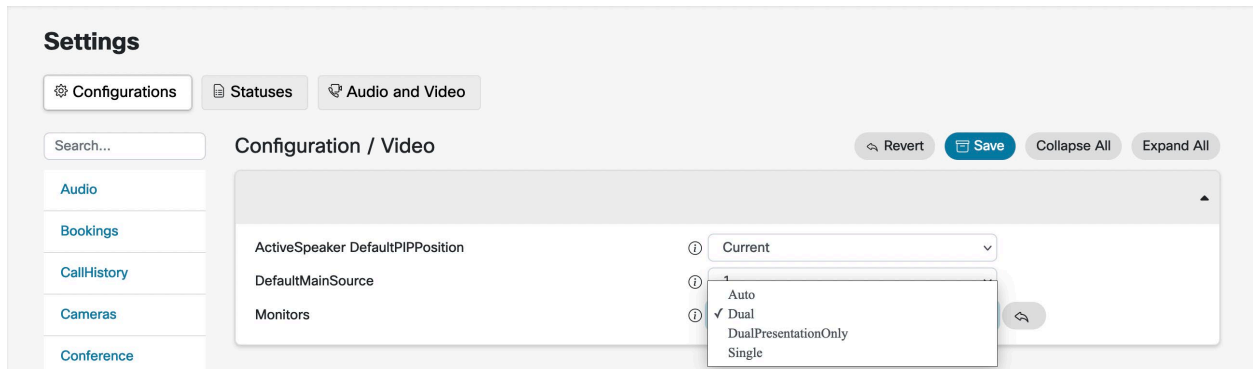 Settings
Configurations Statuses Audio and Video
Search... Configuration / Video Revert Save Collapse All Expand All
Audio
Bookings
ActiveSpeaker DefaultPIPPosition Current
CallHistory
DefaultMainSource
Auto
Cameras
Monitors ✓ Dual
DualPresentationOnly
Single
Conference